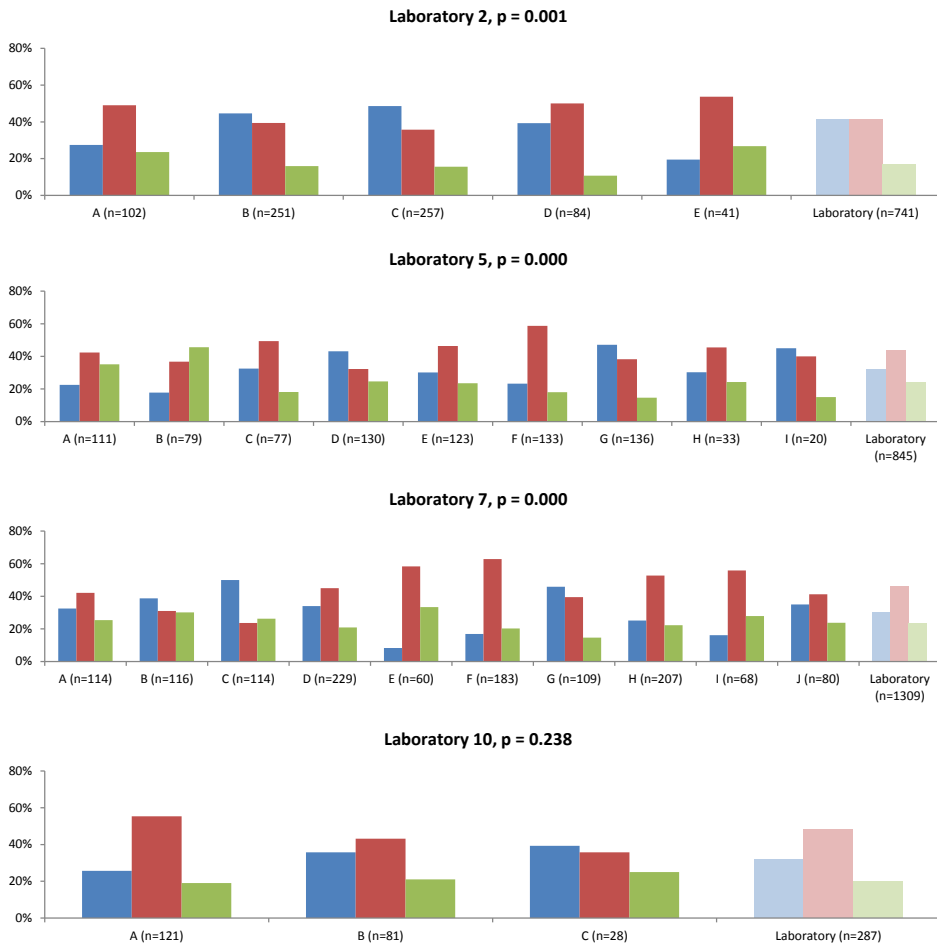 Laboratory 2, p = 0.001
80%
60%
40%
20%
0%
A (n=102) B (n=251) C (n=257) D (n=84) E (n=41) Laboratory (n=741)
Laboratory 5, p = 0.000
80%
60%
40%
20%
0%
A (n=111) B (n=79) C (n=77) D (n=130) E (n=123) F (n=133) G (n=136) H (n=33) I (n=20) Laboratory
(n=845)
Laboratory 7, p = 0.000
80%
60%
40%
20%
0%
A (n=114) B (n=116) C (n=114) D (n=229) E (n=60) F (n=183) G (n=109) H (n=207) I (n=68) J (n=80) Laboratory
(n=1309)
Laboratory 10, p = 0.238
80%
60%
40%
20%
0%
A (n=121) B (n=81) C (n=28) Laboratory (n=287)